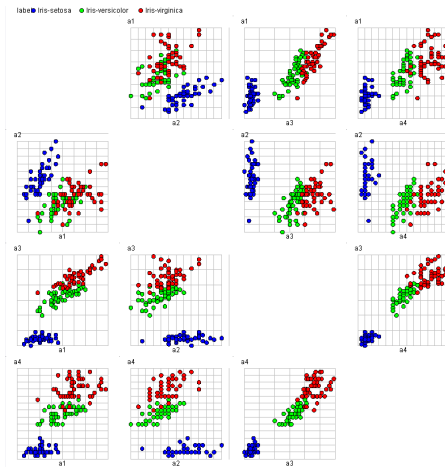 label Iris-setosa Iris-versicolor Iris-virginica
a1 a1 a1
a2 a3 a4
a2 a2 a2
a1 a3 a4
a3 a3 a3
a1 a2 a4
a4 a4 a4
a1 a2 a3